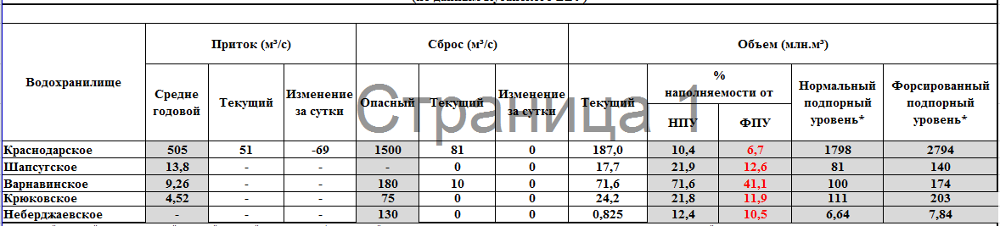 Водохранилище Приток (м³/с) Сброс (м³/с) Объем (млн.м³)
Средне годовой Текущий Изменение за сутки Опасный Текущий Изменение за сутки Текущий % наполняемости от Нормальный подпорный уровень* Форсированный подпорный уровень*
НПУ ФПУ
Страница 1
Краснодарское 505 51 -69 1500 81 0 187,0 10,4 6,7 1798 2794
Шапсугское 13,8 - - - 0 0 17,7 21,9 12,6 81 140
Варнавинское 9,26 - - 180 10 0 71,6 71,6 41,1 100 174
Крюковское 4,52 - - 75 0 0 24,2 21,8 11,9 111 203
Неберджаевское - - - 130 0 0 0,825 12,4 10,5 6,64 7,84